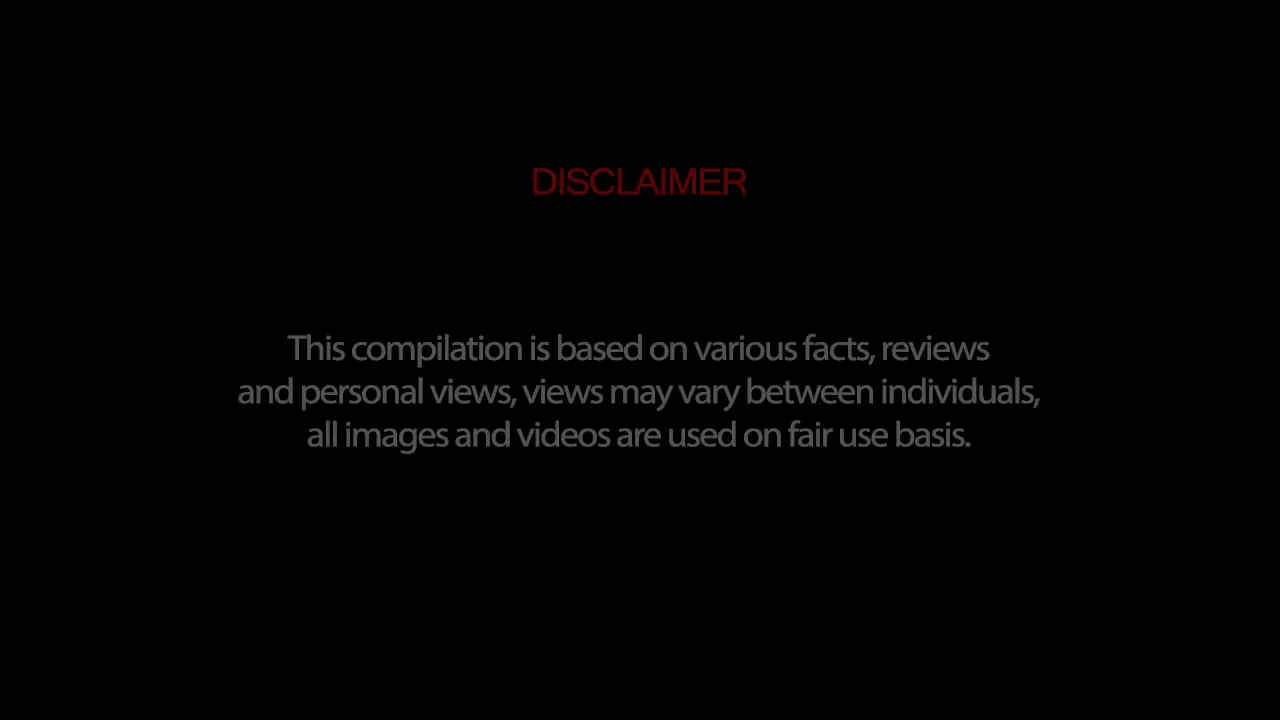 DISCLAIMER
This compilation is based on various facts, reviews
and personal views, views may vary between individuals,
all images and videos are used on fair use basis.